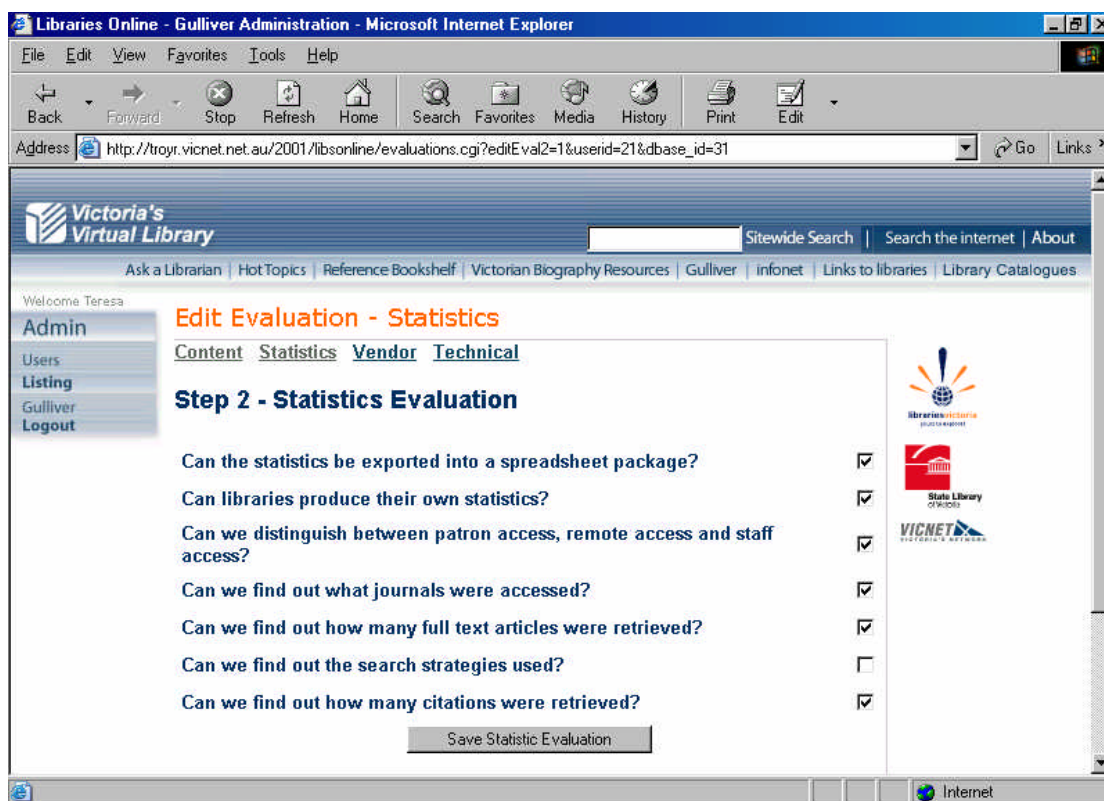 Libraries Online - Gulliver Administration - Microsoft Internet Explorer
File Edit View Favorites Tools Help
Back Forward Stop Refresh Home Search Favorites Media History Print Edit
Address http://troyr.vicnet.net.au/2001/libsonline/evaluations.cgi?editEval2=1&userid=21&dbase_id=31 Go Links
Victoria's
Virtual Library
Sitewide Search | Search the internet | About
Ask a Librarian | Hot Topics | Reference Bookshelf | Victorian Biography Resources | Gulliver | infonet | Links to libraries | Library Catalogues
Welcome Teresa
Admin
Users
Listing
Gulliver
Logout
Edit Evaluation - Statistics
Content Statistics Vendor Technical
Step 2 - Statistics Evaluation
Can the statistics be exported into a spreadsheet package?
Can libraries produce their own statistics?
Can we distinguish between patron access, remote access and staff
access?
Can we find out what journals were accessed?
Can we find out how many full text articles were retrieved?
Can we find out the search strategies used?
Can we find out how many citations were retrieved?
Save Statistic Evaluation
librariesvictoria
State Library
of Victoria
VICNET
VICTORIA'S NETWORK
Internet